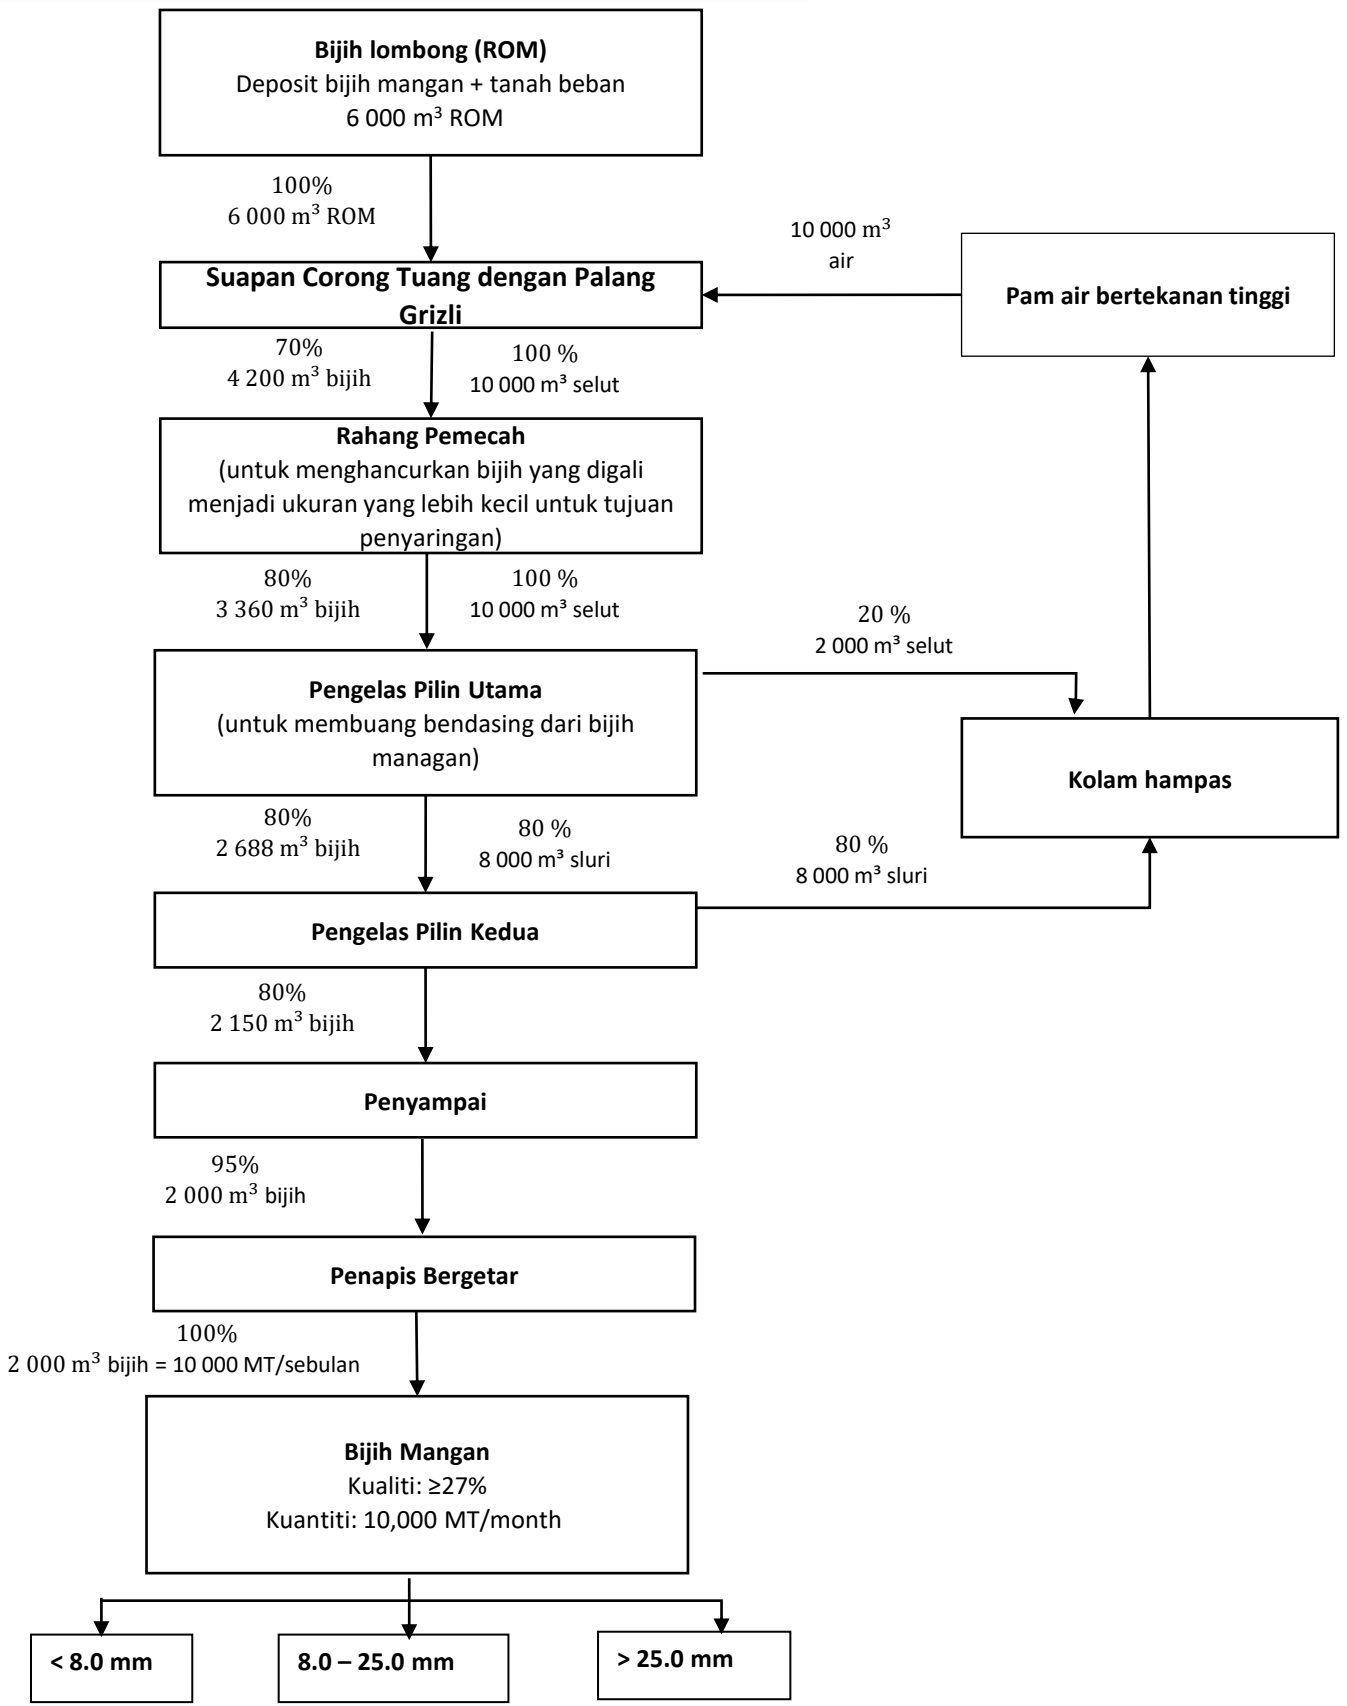 Bijih lombong (ROM)
Deposit bijih mangan + tanah beban
6 000 m³ ROM
100%
6 000 m³ ROM
10 000 m³
air
Suapan Corong Tuang dengan Palang
Grizli
Pam air bertekanan tinggi
70%
4 200 m³ bijih
100 %
10 000 m³ selut
Rahang Pemecah
(untuk menghancurkan bijih yang digali
menjadi ukuran yang lebih kecil untuk tujuan
penyaringan)
80%
3 360 m³ bijih
100 %
10 000 m³ selut
20 %
2 000 m³ selut
Pengelas Pilin Utama
(untuk membuang bendasing dari bijih
managan)
Kolam hampas
80%
2 688 m³ bijih
80 %
8 000 m³ sluri
80 %
8 000 m³ sluri
Pengelas Pilin Kedua
80%
2 150 m³ bijih
Penyampai
95%
2 000 m³ bijih
Penapis Bergetar
100%
2 000 m³ bijih = 10 000 MT/sebulan
Bijih Mangan
Kualiti: ≥27%
Kuantiti: 10,000 MT/month
< 8.0 mm
8.0 – 25.0 mm
> 25.0 mm